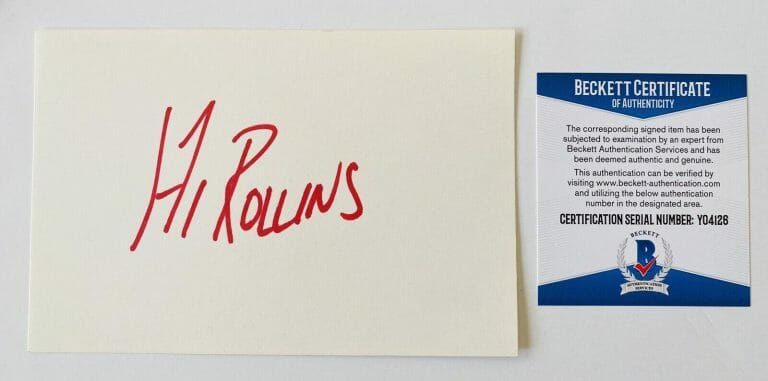 H1 ROLLINS
BECKETT CERTIFICATE
OF AUTHENTICITY
The corresponding signed item has been
subjected to examination by an expert from
Beckett Authentication Services and has
been deemed authentic and genuine.
This authentication can be verified by
visiting www.beckett-authentication.com
and utilizing the below authentication
number in the designated area.
CERTIFICATION SERIAL NUMBER: Y04126
BECKETT
B
AUTHENTICATION
SERVICES